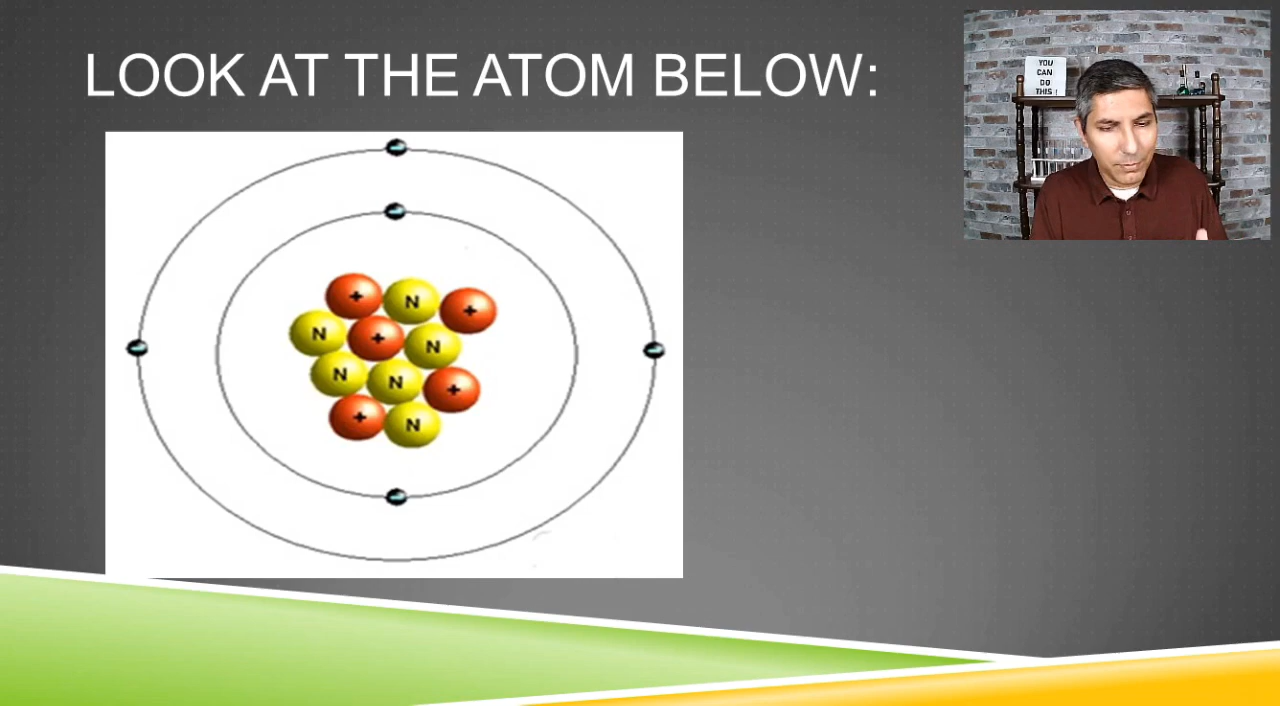 LOOK AT THE ATOM BELOW:
YOU
CAN
DO
THIS !
+ N +
N + N
N N +
+ N